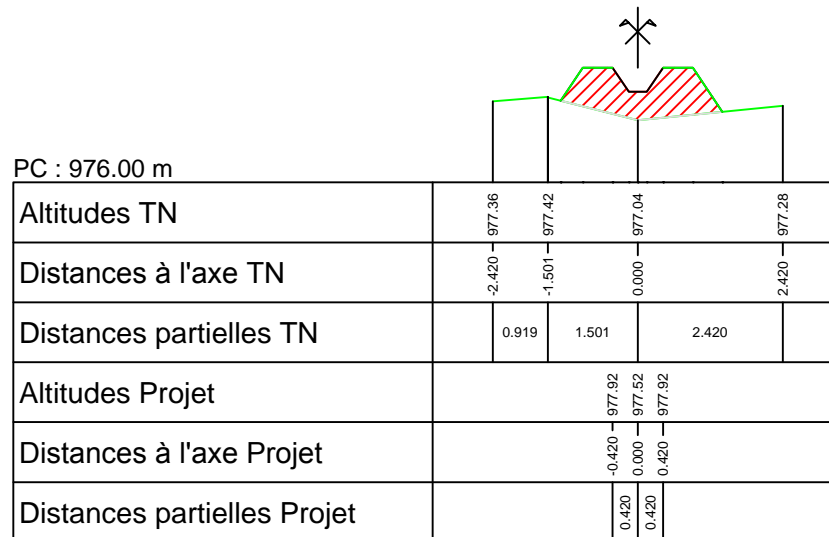 PC : 976.00 m
Altitudes TN 977.36 977.42 977.04 977.28
Distances à l'axe TN -2.420 -1.501 0.000 2.420
Distances partielles TN 0.919 1.501 2.420
Altitudes Projet 977.92 977.52 977.92
Distances à l'axe Projet -0.420 0.000 0.420
Distances partielles Projet 0.420 0.420